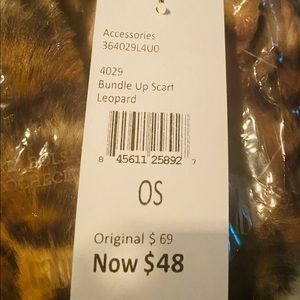 Accessories
364029L4U0
4029
Bundle Up Scarf
Leopard
8 45611 25892 7
OS
Original $ 69
Now $48